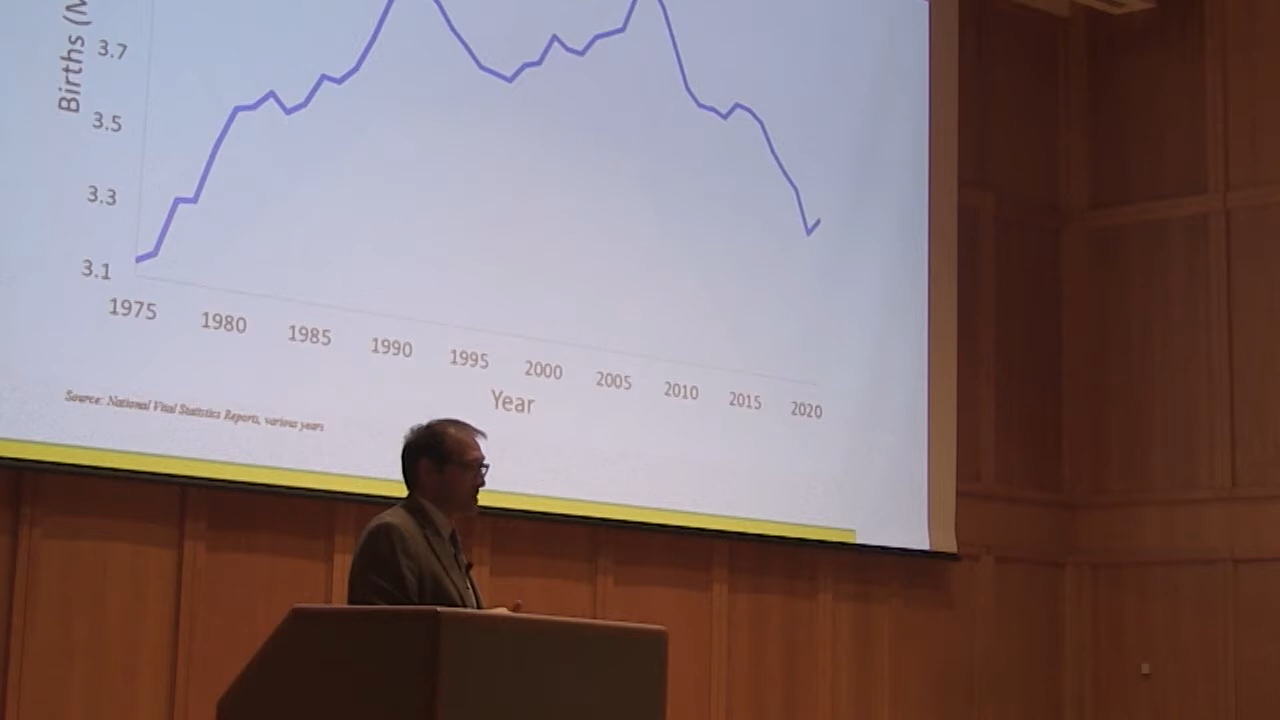 Births (M
3.7
3.5
3.3
3.1
1975 1980 1985 1990 1995 2000 2005 2010 2015 2020
Year
Source: National Vital Statistics Reports, various years